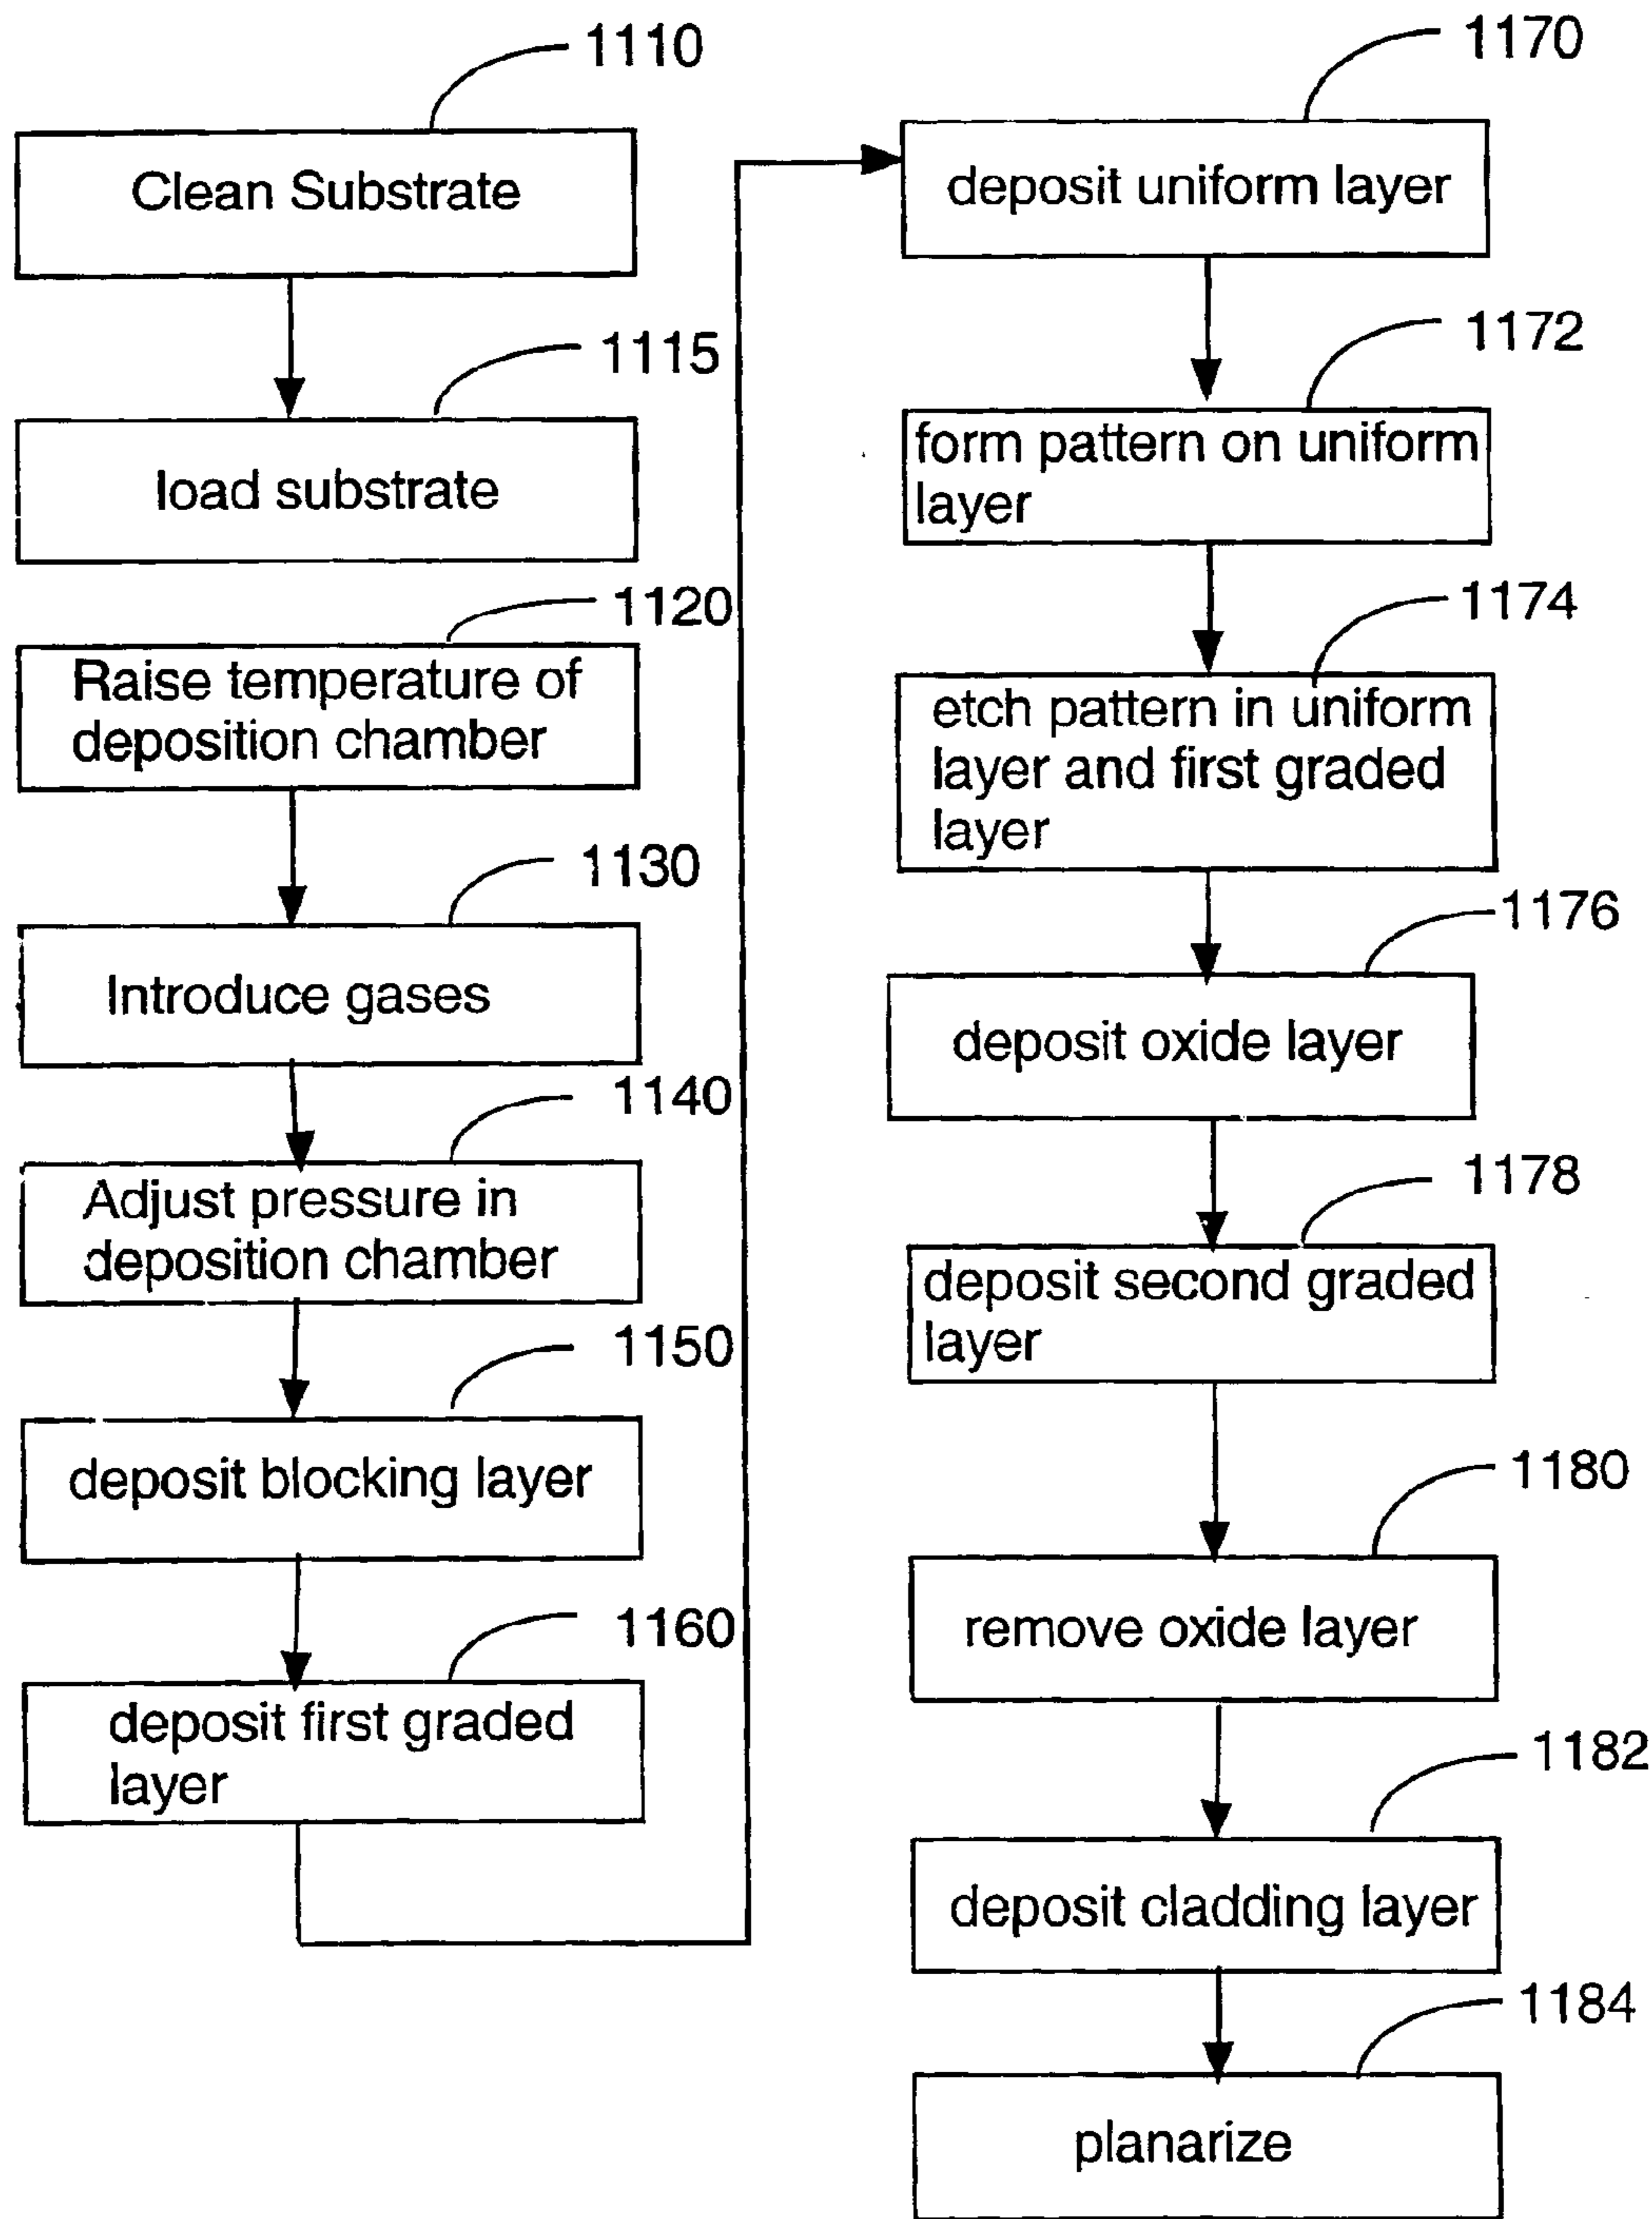 1110
Clean Substrate
1115
load substrate
1120
Raise temperature of
deposition chamber
1130
Introduce gases
1140
Adjust pressure in
deposition chamber
1150
deposit blocking layer
1160
deposit first graded
layer
1170
deposit uniform layer
1172
form pattern on uniform
layer
1174
etch pattern in uniform
layer and first graded
layer
1176
deposit oxide layer
1178
deposit second graded
layer
1180
remove oxide layer
1182
deposit cladding layer
1184
planarize